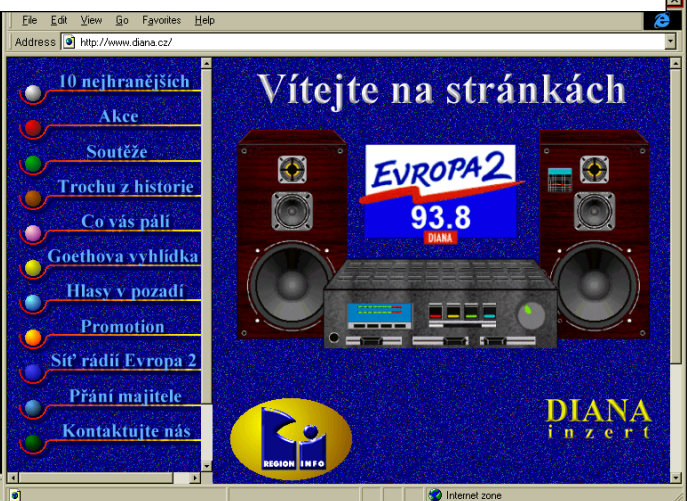 File Edit View Go Favorites Help
Address http://www.diana.cz/
10 nejhranějších
Akce
Soutěže
Trochu z historie
Co vás pálí
Goethova vyhlídka
Hlasy v pozadí
Promotion
Síť rádií Evropa 2
Přání majitele
Kontaktujte nás
Vítejte na stránkách
EVROPA 2
93.8
DIANA
REGION INFO
DIANA
inzert
Internet zone